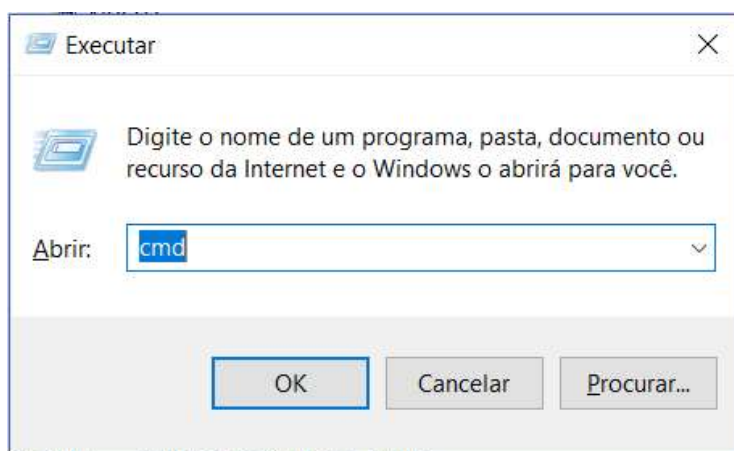 Executar
Digite o nome de um programa, pasta, documento ou
recurso da Internet e o Windows o abrirá para você.
Abrir: cmd
OK Cancelar Procurar...